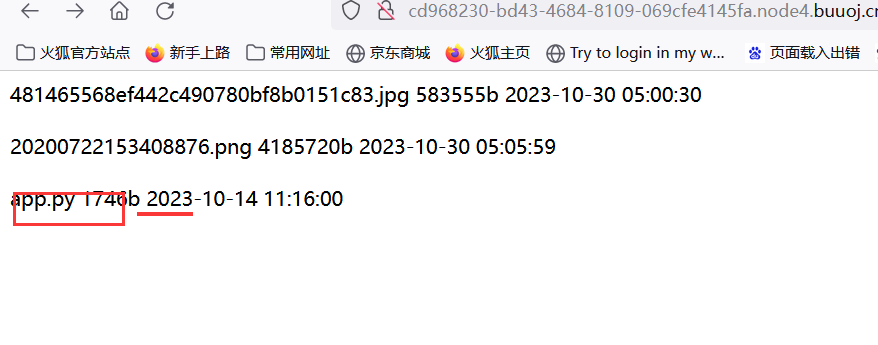 cd968230-bd43-4684-8109-069cfe4145fa.node4.buuoj.c
火狐官方站点 新手上路 常用网址 京东商城 火狐主页 Try to login in my w... 页面载入出错
481465568ef442c490780bf8b0151c83.jpg 583555b 2023-10-30 05:00:30
20200722153408876.png 4185720b 2023-10-30 05:05:59
app.py 1746b 2023-10-14 11:16:00